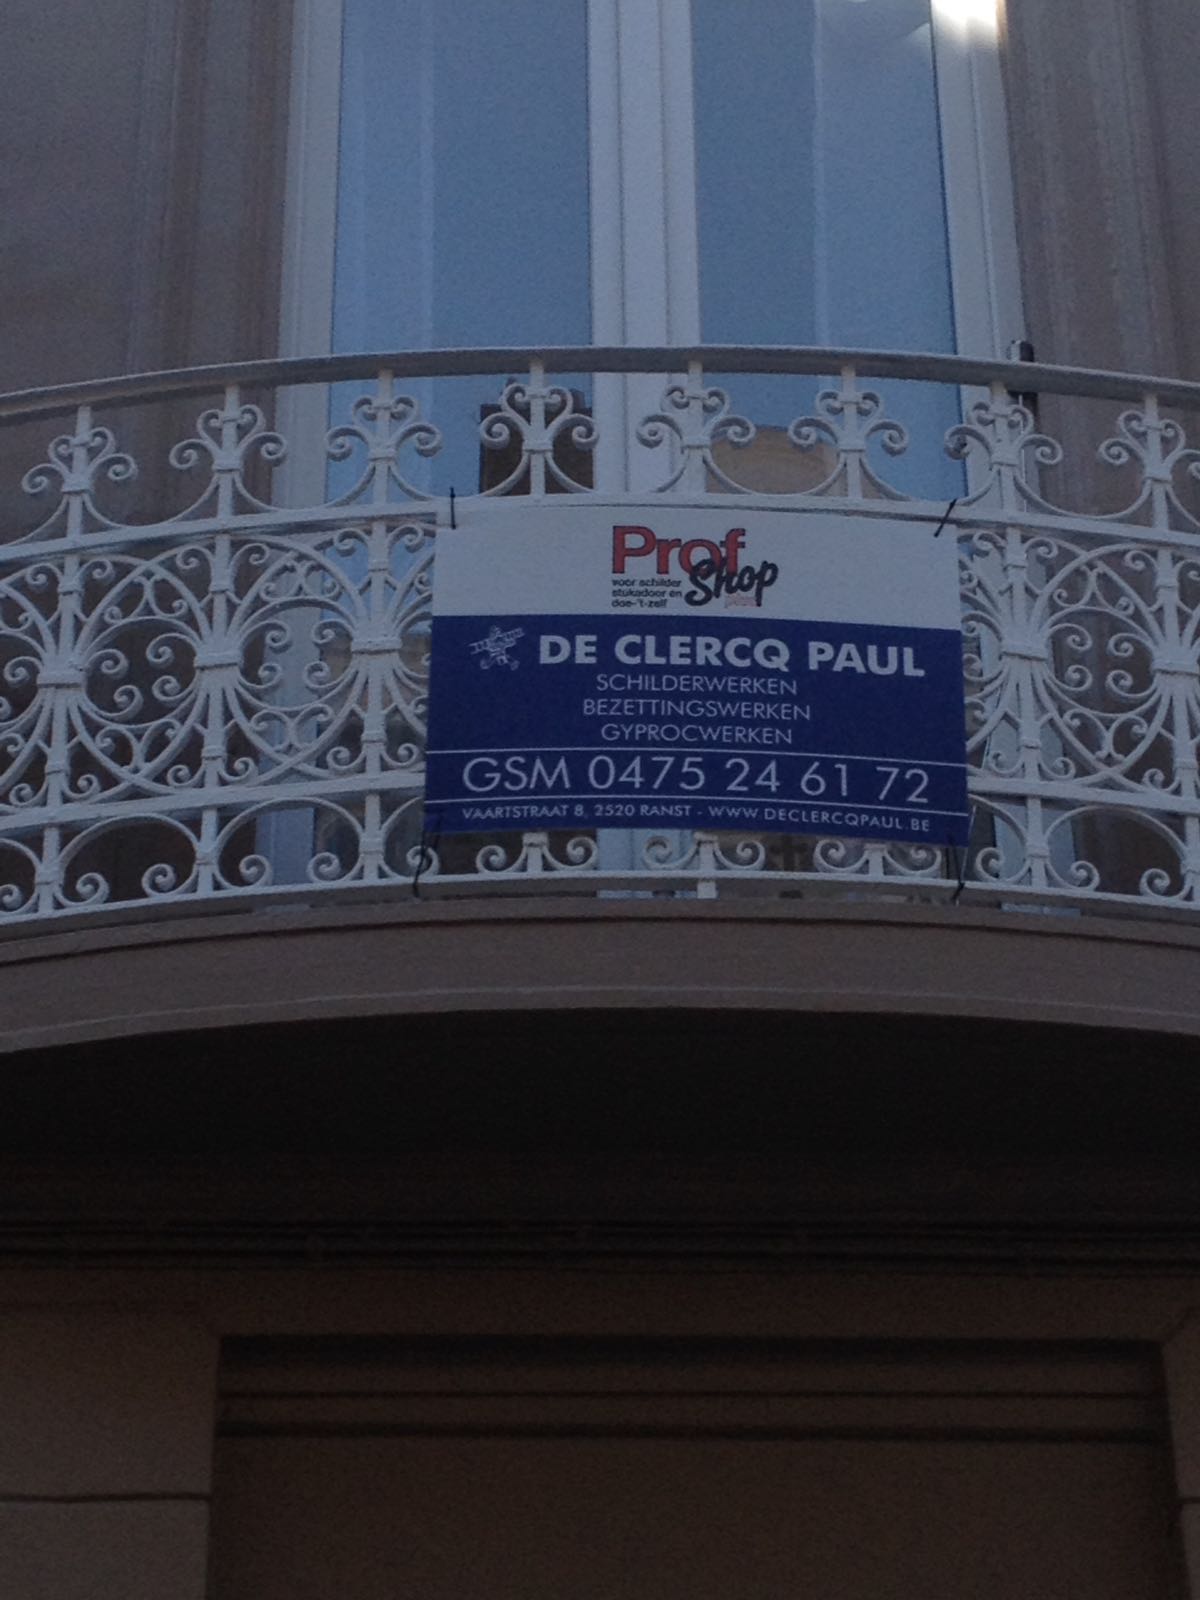 Prof
Shop
voor schilder
stukadoor en
doe-'t-zelf
DE CLERCQ PAUL
SCHILDERWERKEN
BEZETTINGSWERKEN
GYPROCWERKEN
GSM 0475 24 61 72
VAARTSTRAAT 8, 2520 RANST - WWW.DECLERCQPAUL.BE